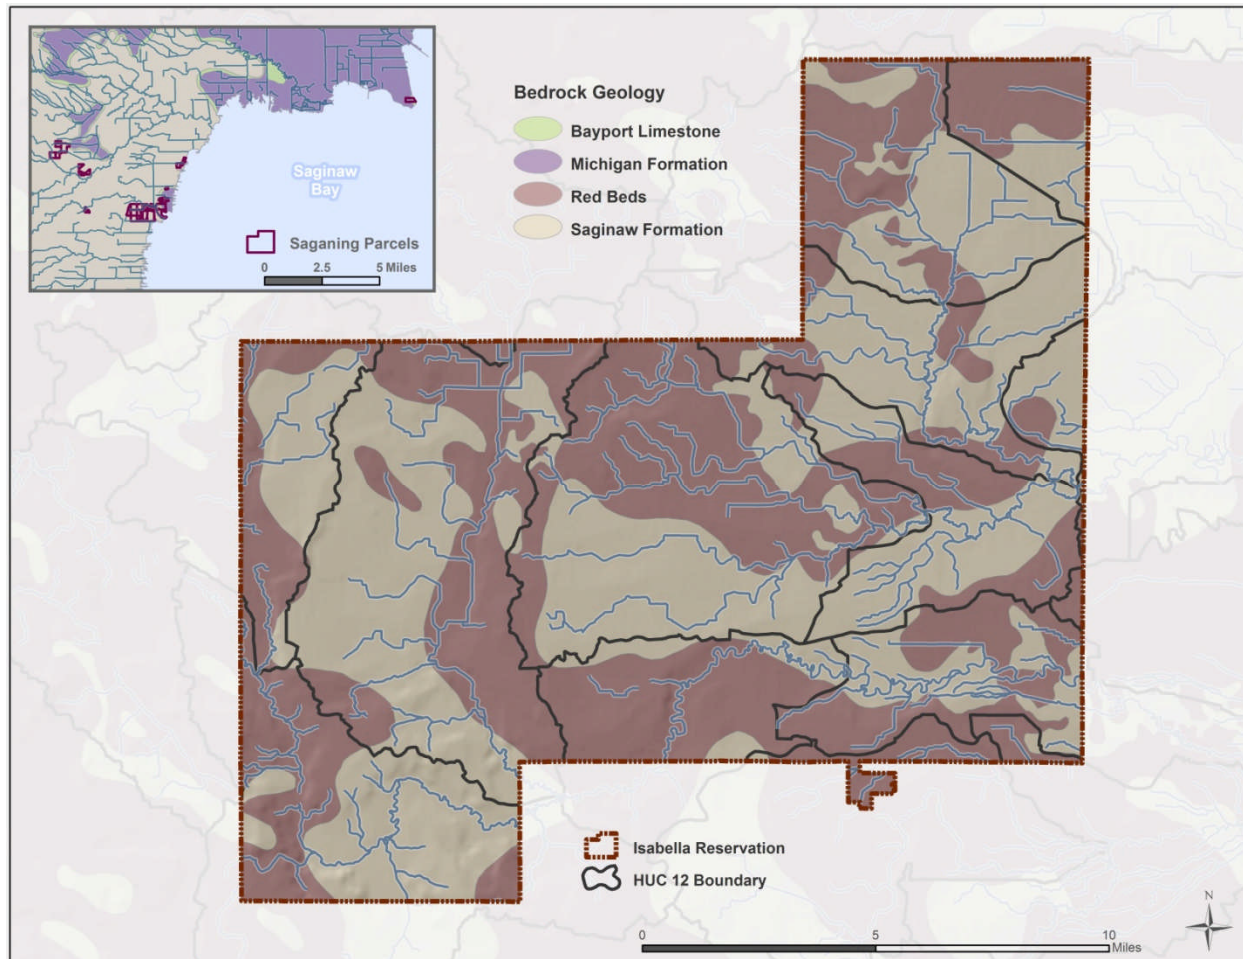 Saginaw
Bay
Saganing Parcels
0 2.5 5 Miles
Bedrock Geology
Bayport Limestone
Michigan Formation
Red Beds
Saginaw Formation
Isabella Reservation
HUC 12 Boundary
N
0 5 10
Miles